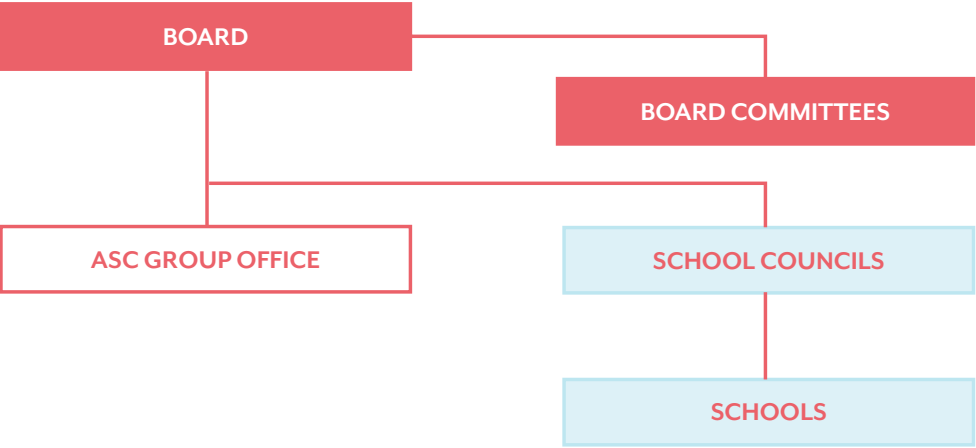 BOARD
BOARD COMMITTEES
ASC GROUP OFFICE
SCHOOL COUNCILS
SCHOOLS